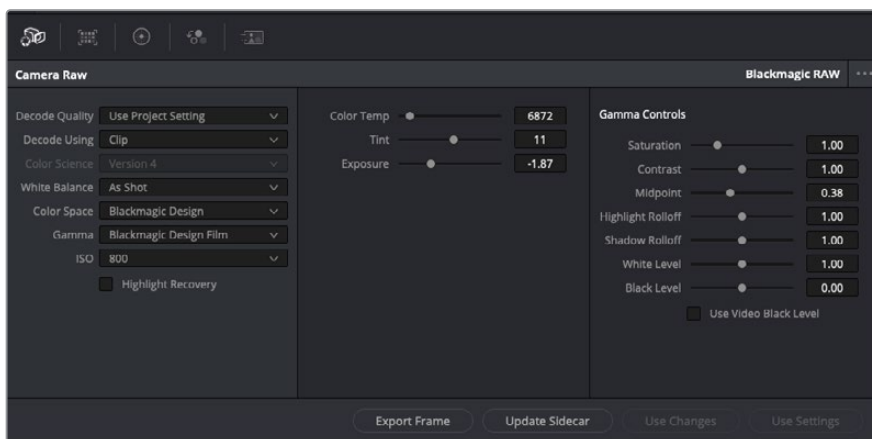 Camera Raw
Blackmagic RAW
Decode Quality Use Project Setting
Decode Using Clip
Color Science Version 4
White Balance As Shot
Color Space Blackmagic Design
Gamma Blackmagic Design Film
ISO 800
Highlight Recovery
Color Temp 6872
Tint 11
Exposure -1.87
Gamma Controls
Saturation 1.00
Contrast 1.00
Midpoint 0.38
Highlight Rolloff 1.00
Shadow Rolloff 1.00
White Level 1.00
Black Level 0.00
Use Video Black Level
Export Frame
Update Sidecar
Use Changes
Use Settings